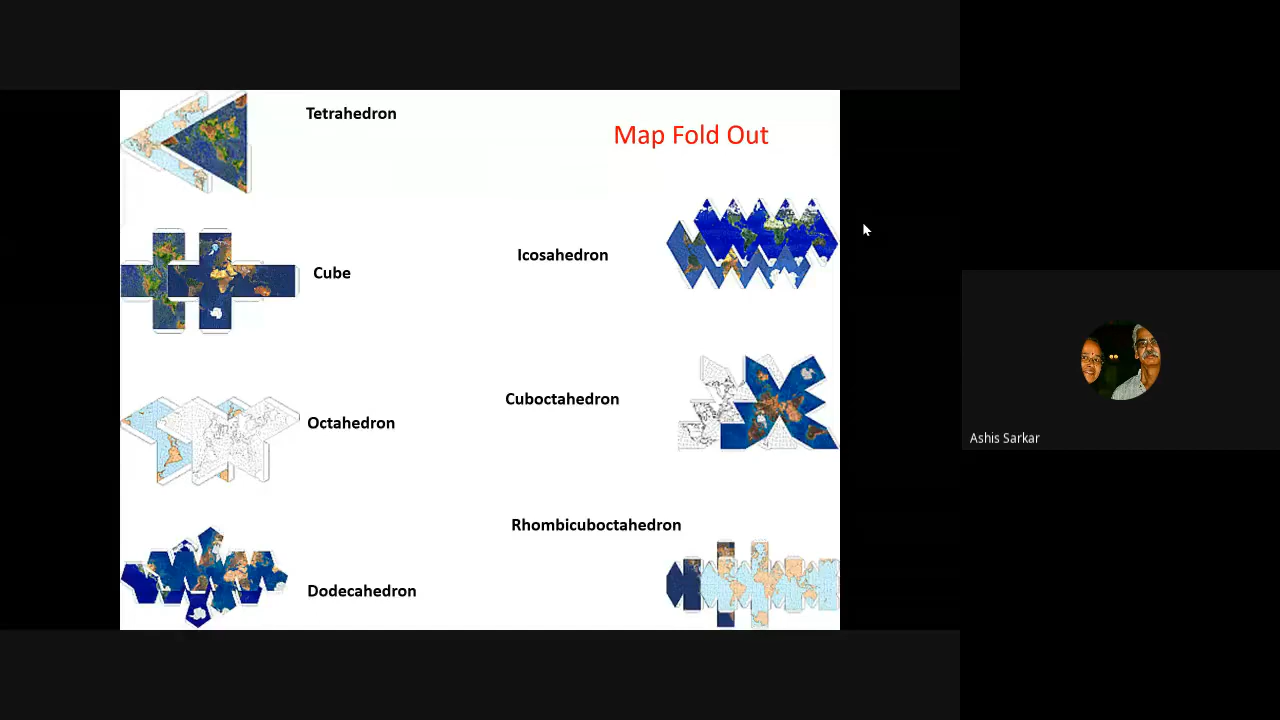 Tetrahedron
Map Fold Out
Icosahedron
Cube
Cuboctahedron
Octahedron
Ashis Sarkar
Rhombicuboctahedron
Dodecahedron